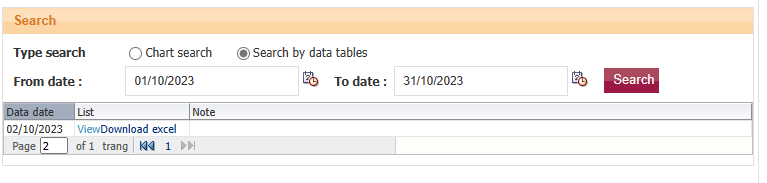 Search
Type search Chart search Search by data tables
From date : 01/10/2023 To date : 31/10/2023 Search
Data date List Note
02/10/2023 ViewDownload excel
Page 2 of 1 trang 1